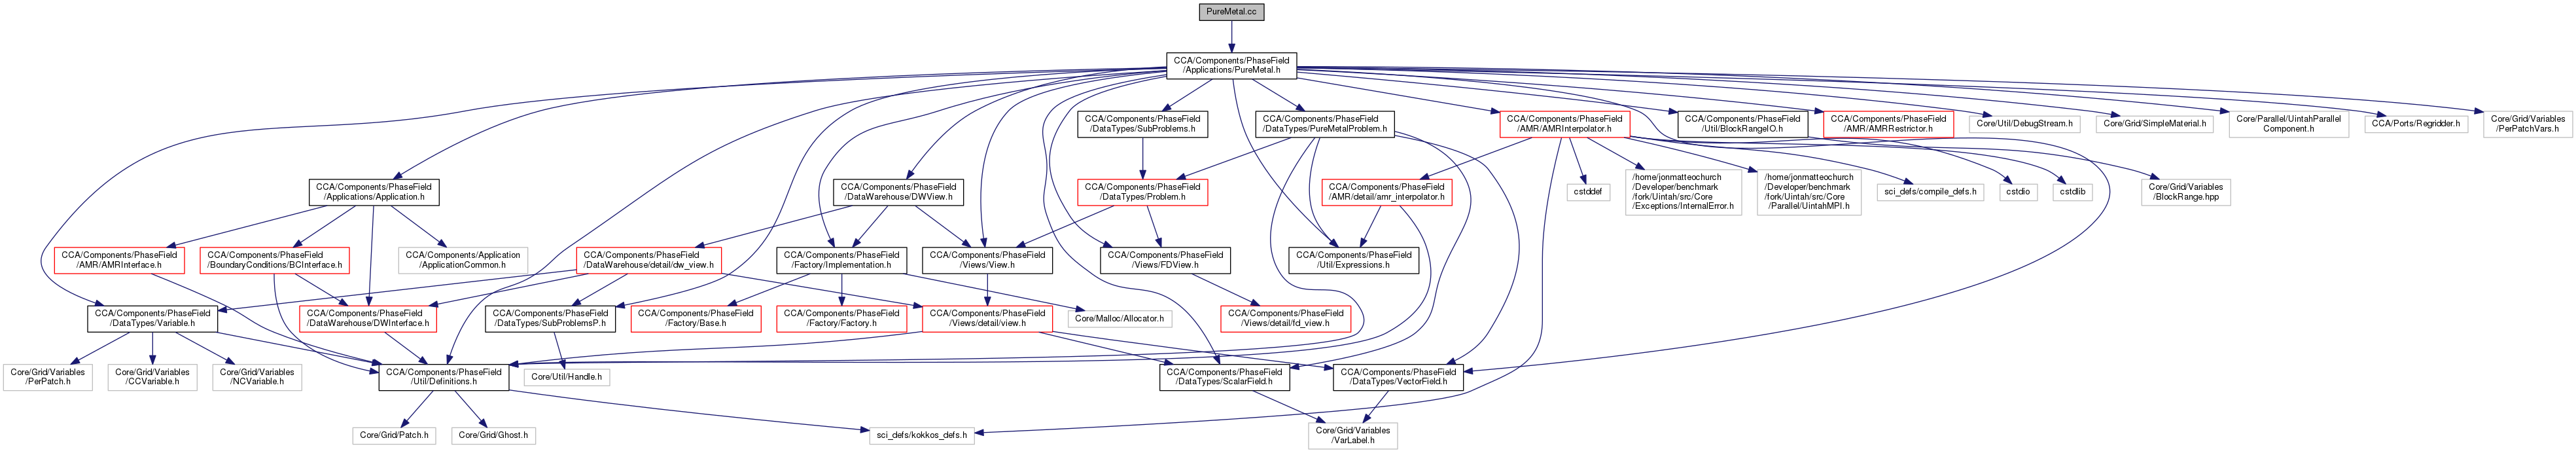 PureMetal.cc
CCA/Components/PhaseField
/Applications/PureMetal.h
CCA/Components/PhaseField
/DataTypes/SubProblems.h
CCA/Components/PhaseField
/DataTypes/PureMetalProblem.h
CCA/Components/PhaseField
/AMR/AMRInterpolator.h
CCA/Components/PhaseField
/Util/BlockRangeIO.h
CCA/Components/PhaseField
/AMR/AMRRestrictor.h
Core/Util/DebugStream.h
Core/Grid/SimpleMaterial.h
Core/Parallel/UintahParallel
Component.h
CCA/Ports/Regridder.h
Core/Grid/Variables
/PerPatchVars.h
CCA/Components/PhaseField
/Applications/Application.h
CCA/Components/PhaseField
/DataWarehouse/DWView.h
CCA/Components/PhaseField
/DataTypes/Problem.h
CCA/Components/PhaseField
/AMR/detail/amr_interpolator.h
cstddef
/home/jonmatteochurch
/Developer/benchmark
/fork/Uintah/src/Core
/Exceptions/InternalError.h
/home/jonmatteochurch
/Developer/benchmark
/fork/Uintah/src/Core
/Parallel/UintahMPI.h
sci_defs/compile_defs.h
cstdio
cstdlib
Core/Grid/Variables
/BlockRange.hpp
CCA/Components/PhaseField
/AMR/AMRInterface.h
CCA/Components/PhaseField
/BoundaryConditions/BCInterface.h
CCA/Components/Application
/ApplicationCommon.h
CCA/Components/PhaseField
/DataWarehouse/detail/dw_view.h
CCA/Components/PhaseField
/Factory/Implementation.h
CCA/Components/PhaseField
/Views/View.h
CCA/Components/PhaseField
/Views/FDView.h
CCA/Components/PhaseField
/Util/Expressions.h
CCA/Components/PhaseField
/DataTypes/Variable.h
CCA/Components/PhaseField
/DataWarehouse/DWInterface.h
CCA/Components/PhaseField
/DataTypes/SubProblemsP.h
CCA/Components/PhaseField
/Factory/Base.h
CCA/Components/PhaseField
/Factory/Factory.h
CCA/Components/PhaseField
/Views/detail/view.h
Core/Malloc/Allocator.h
CCA/Components/PhaseField
/Views/detail/fd_view.h
Core/Grid/Variables
/PerPatch.h
Core/Grid/Variables
/CCVariable.h
Core/Grid/Variables
/NCVariable.h
CCA/Components/PhaseField
/Util/Definitions.h
Core/Util/Handle.h
CCA/Components/PhaseField
/DataTypes/ScalarField.h
CCA/Components/PhaseField
/DataTypes/VectorField.h
Core/Grid/Patch.h
Core/Grid/Ghost.h
sci_defs/kokkos_defs.h
Core/Grid/Variables
/VarLabel.h